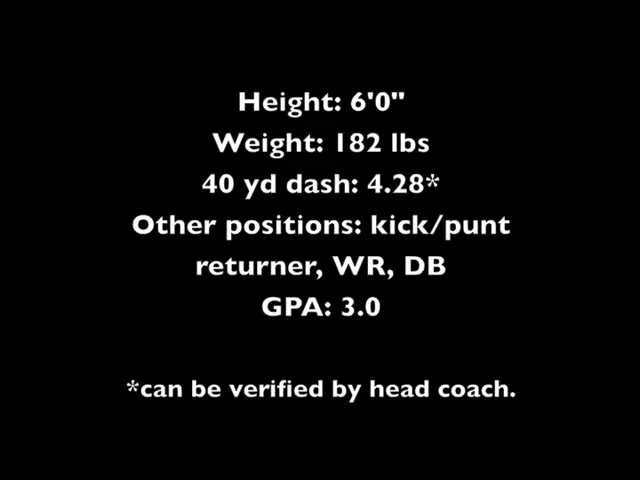 Height: 6'0"
Weight: 182 lbs
40 yd dash: 4.28*
Other positions: kick/punt
returner, WR, DB
GPA: 3.0
*can be verified by head coach.